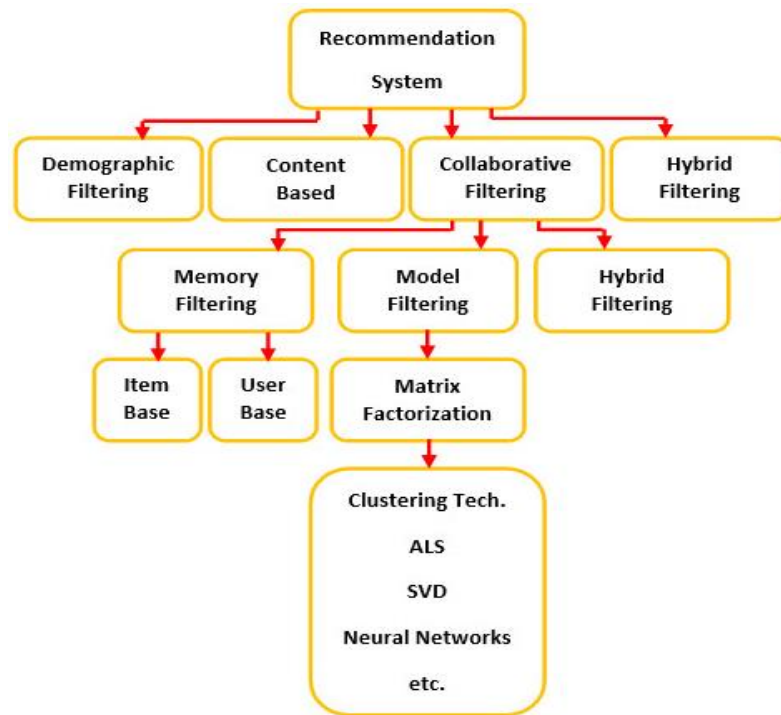 Recommendation
System
Demographic
Filtering
Content
Based
Collaborative
Filtering
Hybrid
Filtering
Memory
Filtering
Model
Filtering
Hybrid
Filtering
Item
Base
User
Base
Matrix
Factorization
Clustering Tech.
ALS
SVD
Neural Networks
etc.